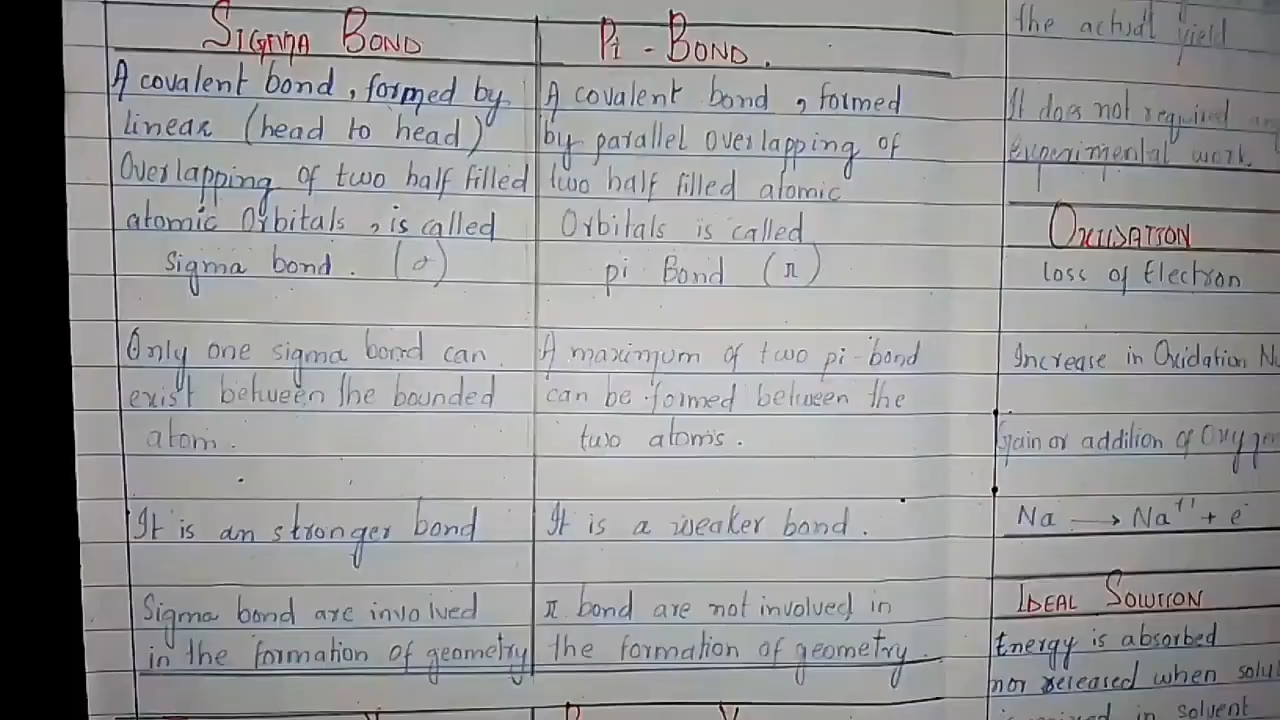 SIGMA BOND
A covalent bond, formed by
linear (head to head)
Overlapping of two half filled
atomic Orbitals, is called
sigma bond. (σ)
Only one sigma bond can
exist between the bounded
atom.
It is an stronger bond
Sigma bond are involved
in the formation of geometry
Pi - BOND.
A covalent bond, formed
by parallel overlapping of
two half filled atomic
Orbitals is called
pi Bond (π)
A maximum of two pi-bond
can be formed between the
two atoms.
It is a weaker bond.
π bond are not involved in
the formation of geometry.
the actual yield
It does not required
experimental work.
OXIDATION
loss of Electron
Increase in Oxidation
gain or addition of
Na → Na⁺¹ + e
IDEAL SOLUTION
Energy is absorbed
nor released when
in solvent